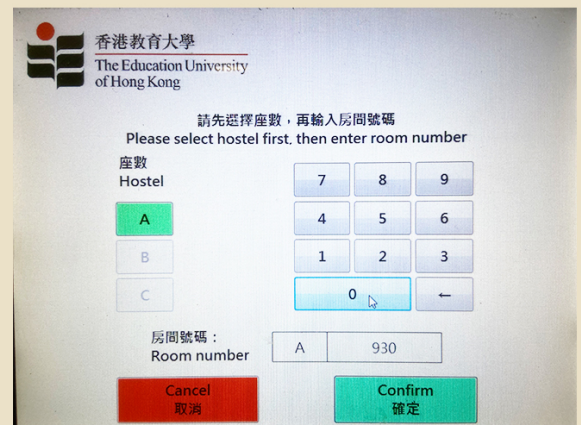 香港教育大學
The Education University
of Hong Kong
請先選擇座數，再輸入房間號碼
Please select hostel first, then enter room number
座數
Hostel
7 8 9
A 4 5 6
B 1 2 3
C 0 ←
房間號碼：
Room number A 930
Cancel Confirm
取消 確定